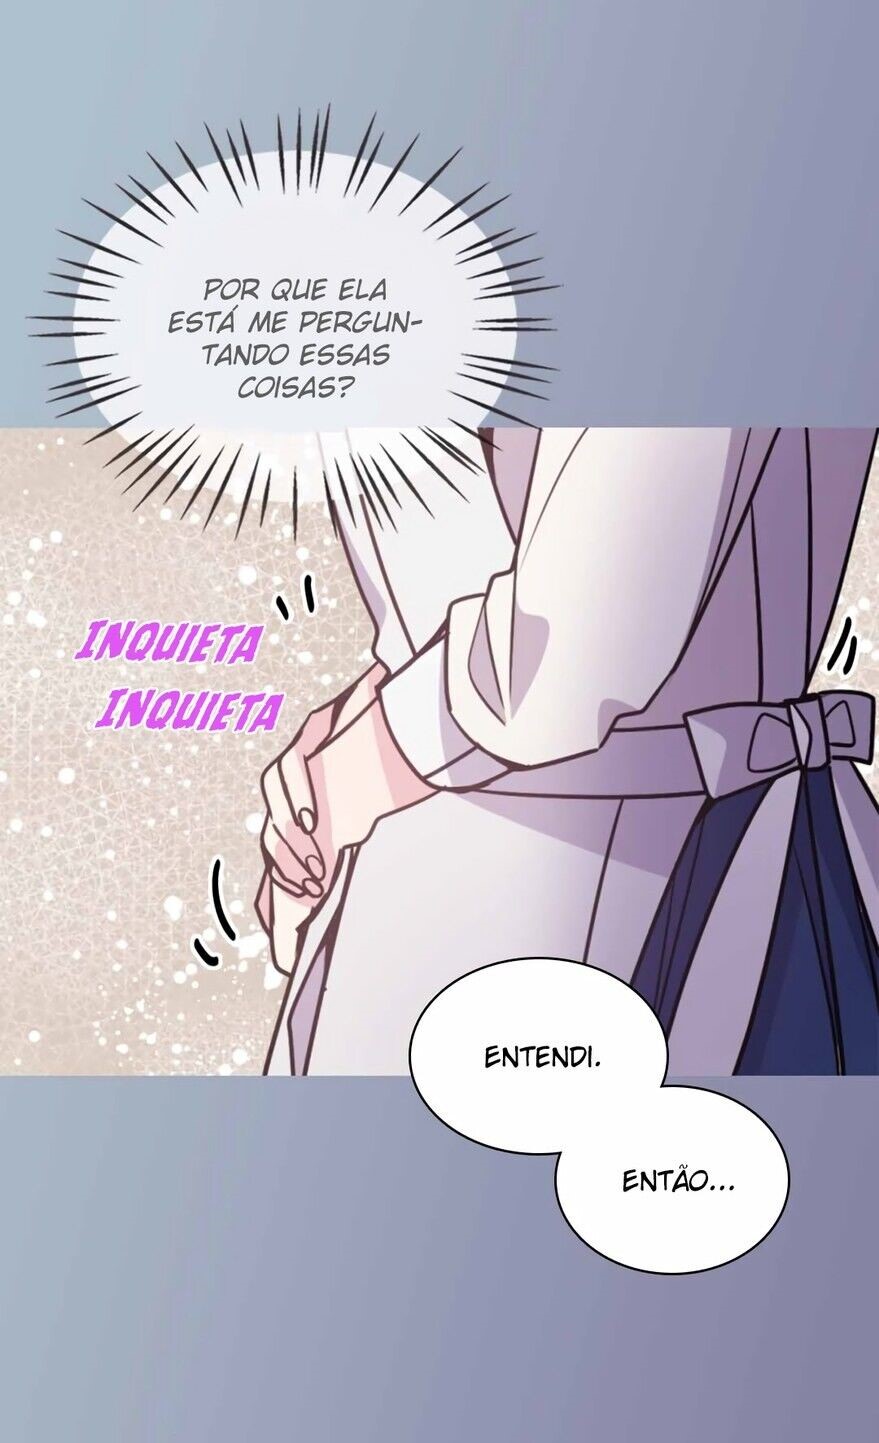 POR QUE ELA
ESTÁ ME PERGUN-
TANDO ESSAS
COISAS?
INQUIETA
INQUIETA
ENTENDI.
ENTÃO...